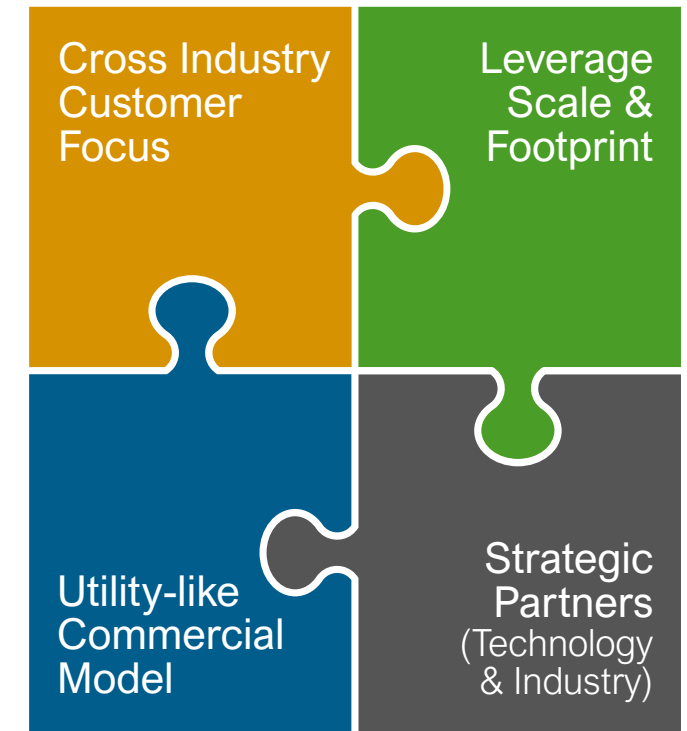 Cross Industry
Customer
Focus
Leverage
Scale &
Footprint
Utility-like
Commercial
Model
Strategic
Partners
(Technology
& Industry)